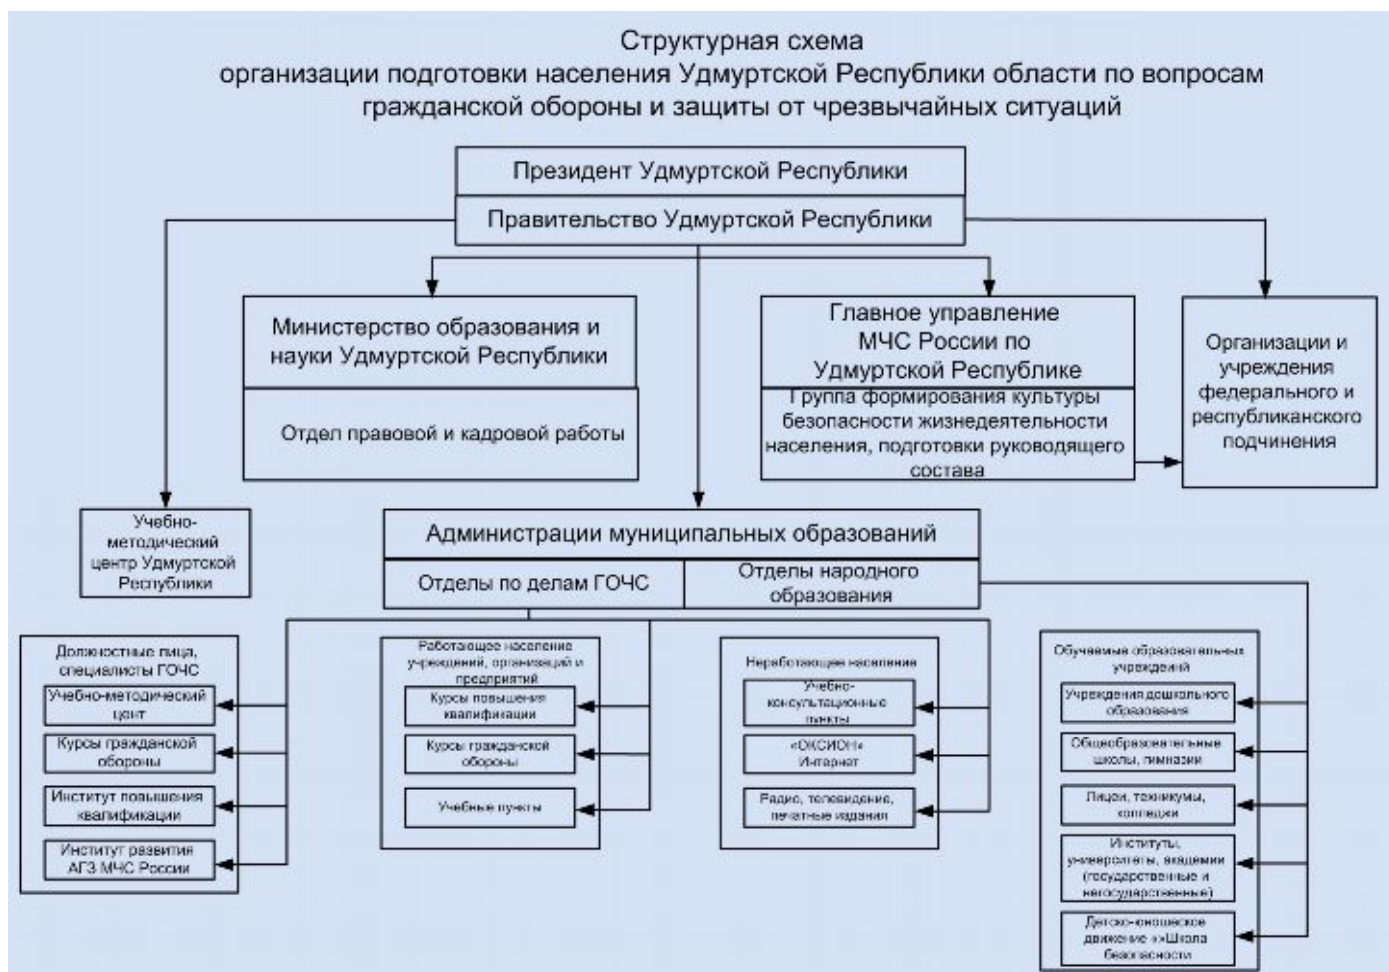 Структурная схема
организации подготовки населения Удмуртской Республики области по вопросам
гражданской обороны и защиты от чрезвычайных ситуаций
Президент Удмуртской Республики
Правительство Удмуртской Республики
Министерство образования и
науки Удмуртской Республики
Отдел правовой и кадровой работы
Главное управление
МЧС России по
Удмуртской Республике
Группа формирования культуры
безопасности жизнедеятельности
населения, подготовки руководящего
состава
Организации и
учреждения
федерального и
республиканского
подчинения
Учебно-
методический
центр Удмуртской
Республики
Администрации муниципальных образований
Отделы по делам ГОЧС
Отделы народного
образования
Должностные лица,
специалисты ГОЧС
Учебно-методический
цент
Курсы гражданской
обороны
Институт повышения
квалификации
Институт развития
АГЗ МЧС России
Работающее население
учреждений, организаций и
предприятий
Курсы повышения
квалификации
Курсы гражданской
обороны
Учебные пункты
Неработающее население
Учебно-
консультационные
пункты
«ОКСИОН»
Интернет
Радио, телевидение,
печатные издания
Обучаемые образовательных
учреждеинй
Учреждения дошкольного
образования
Общеобразовательные
школы, гимназии
Лицеи, техникумы,
колледжи
Институты,
университеты, академии
(государственные и
негосударственные)
Детско-юношеское
движение «»Школа
безопасности